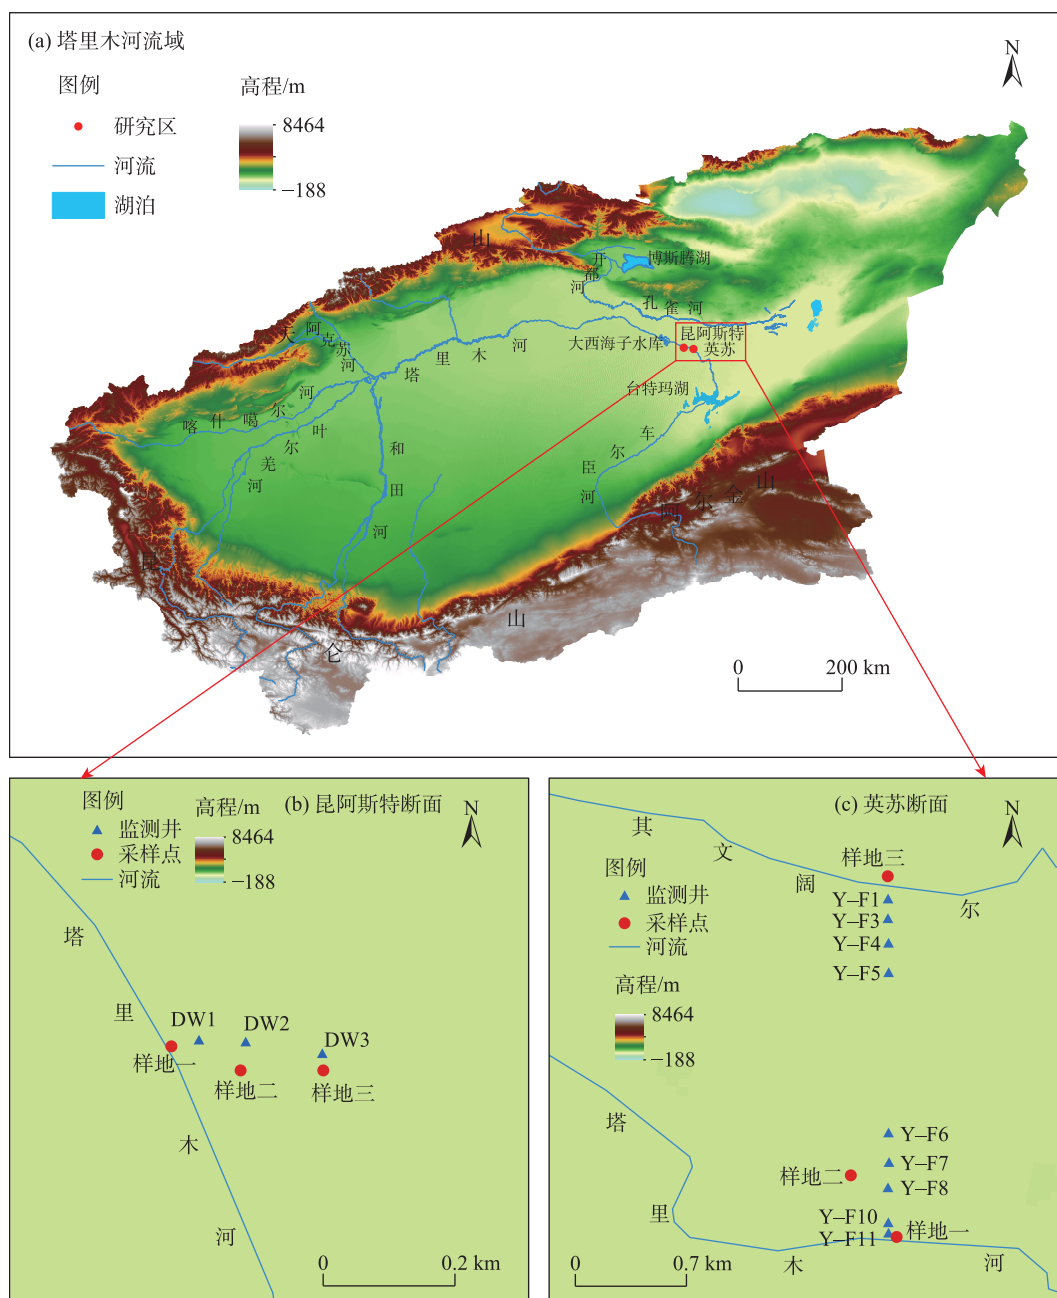 (a) 塔里木河流域
图例
研究区
河流
湖泊
高程/m
8464
−188
N
山
天
开都河
博斯腾湖
孔雀河
昆阿斯特
英苏
大西海子水库
台特玛湖
阿克苏河
塔里木河
喀什噶尔河
叶尔羌河
和田河
车尔臣河
阿尔金山
昆
仑
山
0 200 km
(b) 昆阿斯特断面
图例
监测井
采样点
河流
高程/m
8464
−188
N
塔里木河
DW1
DW2
DW3
样地一
样地二
样地三
0 0.2 km
(c) 英苏断面
N
其文阔尔
样地三
图例
监测井
采样点
河流
高程/m
8464
−188
Y−F1
Y−F3
Y−F4
Y−F5
Y−F6
Y−F7
Y−F8
Y−F10
Y−F11
样地二
样地一
塔里木河
0 0.7 km